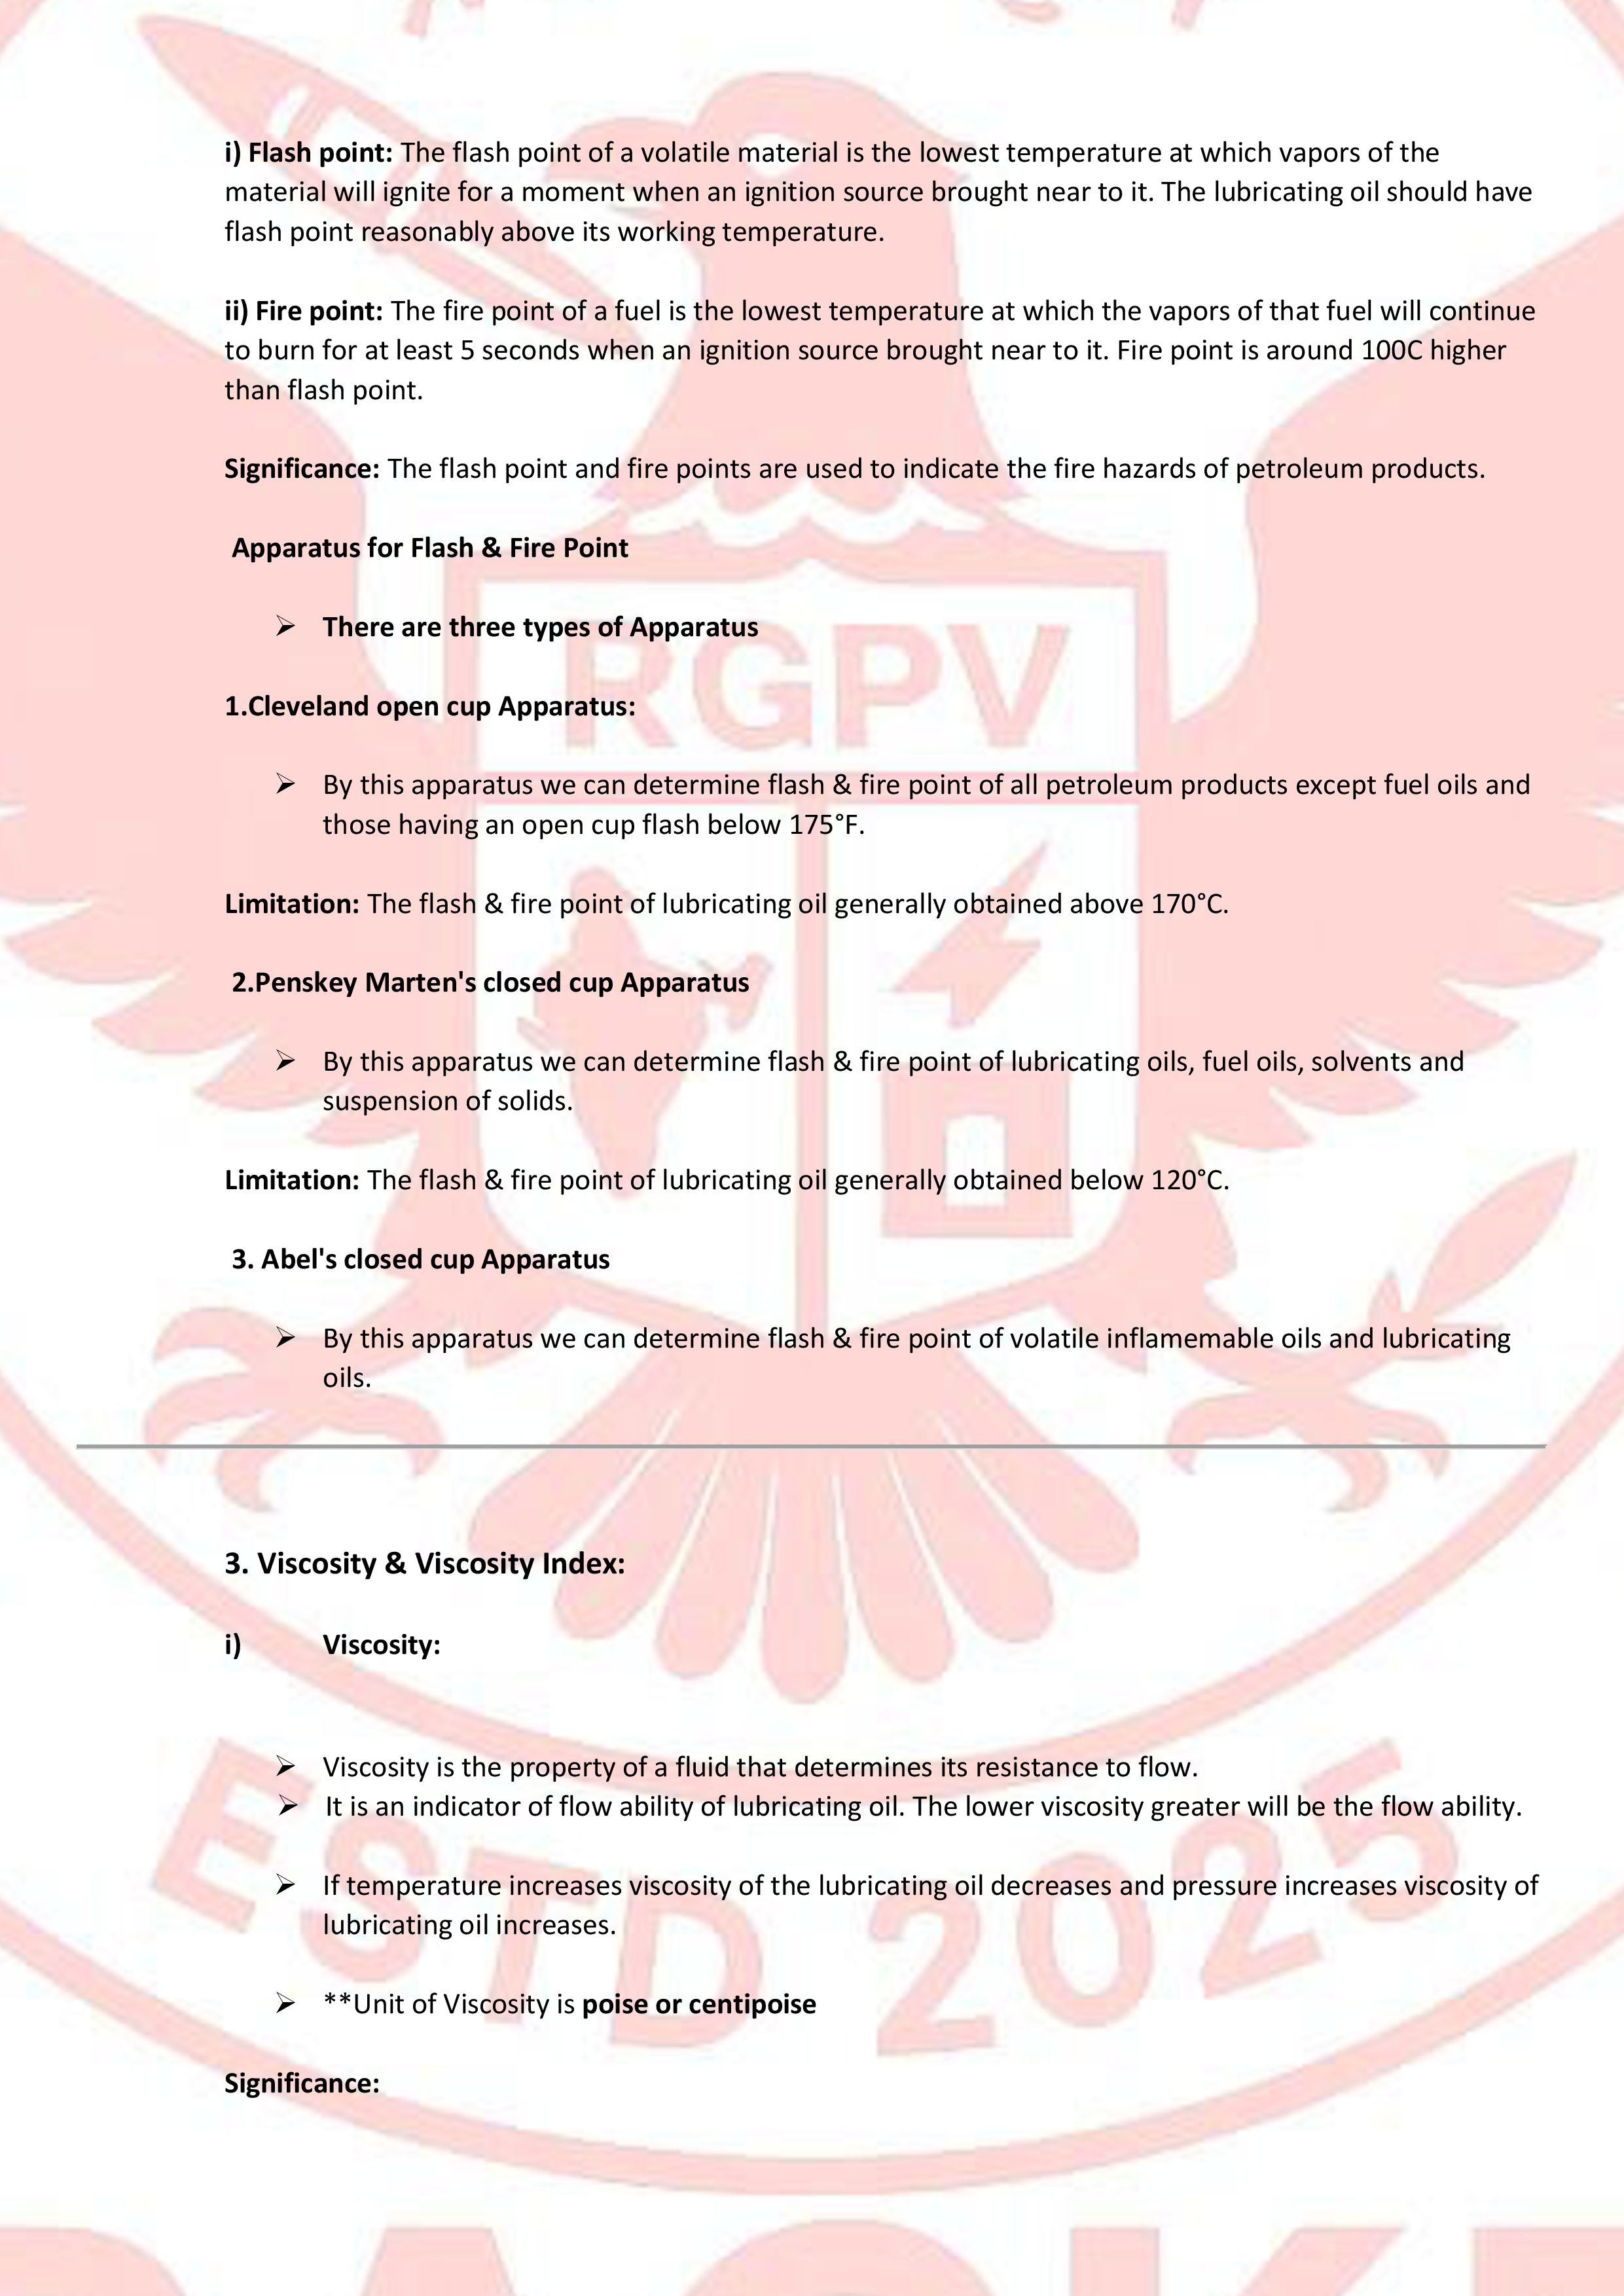 i) Flash point: The flash point of a volatile material is the lowest temperature at which vapors of the
material will ignite for a moment when an ignition source brought near to it. The lubricating oil should have
flash point reasonably above its working temperature.
ii) Fire point: The fire point of a fuel is the lowest temperature at which the vapors of that fuel will continue
to burn for at least 5 seconds when an ignition source brought near to it. Fire point is around 100C higher
than flash point.
Significance: The flash point and fire points are used to indicate the fire hazards of petroleum products.
Apparatus for Flash & Fire Point
➢ There are three types of Apparatus
RGPV
1.Cleveland open cup Apparatus:
➢ By this apparatus we can determine flash & fire point of all petroleum products except fuel oils and
those having an open cup flash below 175°F.
Limitation: The flash & fire point of lubricating oil generally obtained above 170°C.
2.Penskey Marten's closed cup Apparatus
➢ By this apparatus we can determine flash & fire point of lubricating oils, fuel oils, solvents and
suspension of solids.
Limitation: The flash & fire point of lubricating oil generally obtained below 120°C.
3. Abel's closed cup Apparatus
➢ By this apparatus we can determine flash & fire point of volatile inflamemable oils and lubricating
oils.
3. Viscosity & Viscosity Index:
i) Viscosity:
➢ Viscosity is the property of a fluid that determines its resistance to flow.
➢ It is an indicator of flow ability of lubricating oil. The lower viscosity greater will be the flow ability.
➢ If temperature increases viscosity of the lubricating oil decreases and pressure increases viscosity of
lubricating oil increases.
ESTD 2025
➢ **Unit of Viscosity is poise or centipoise
Significance: